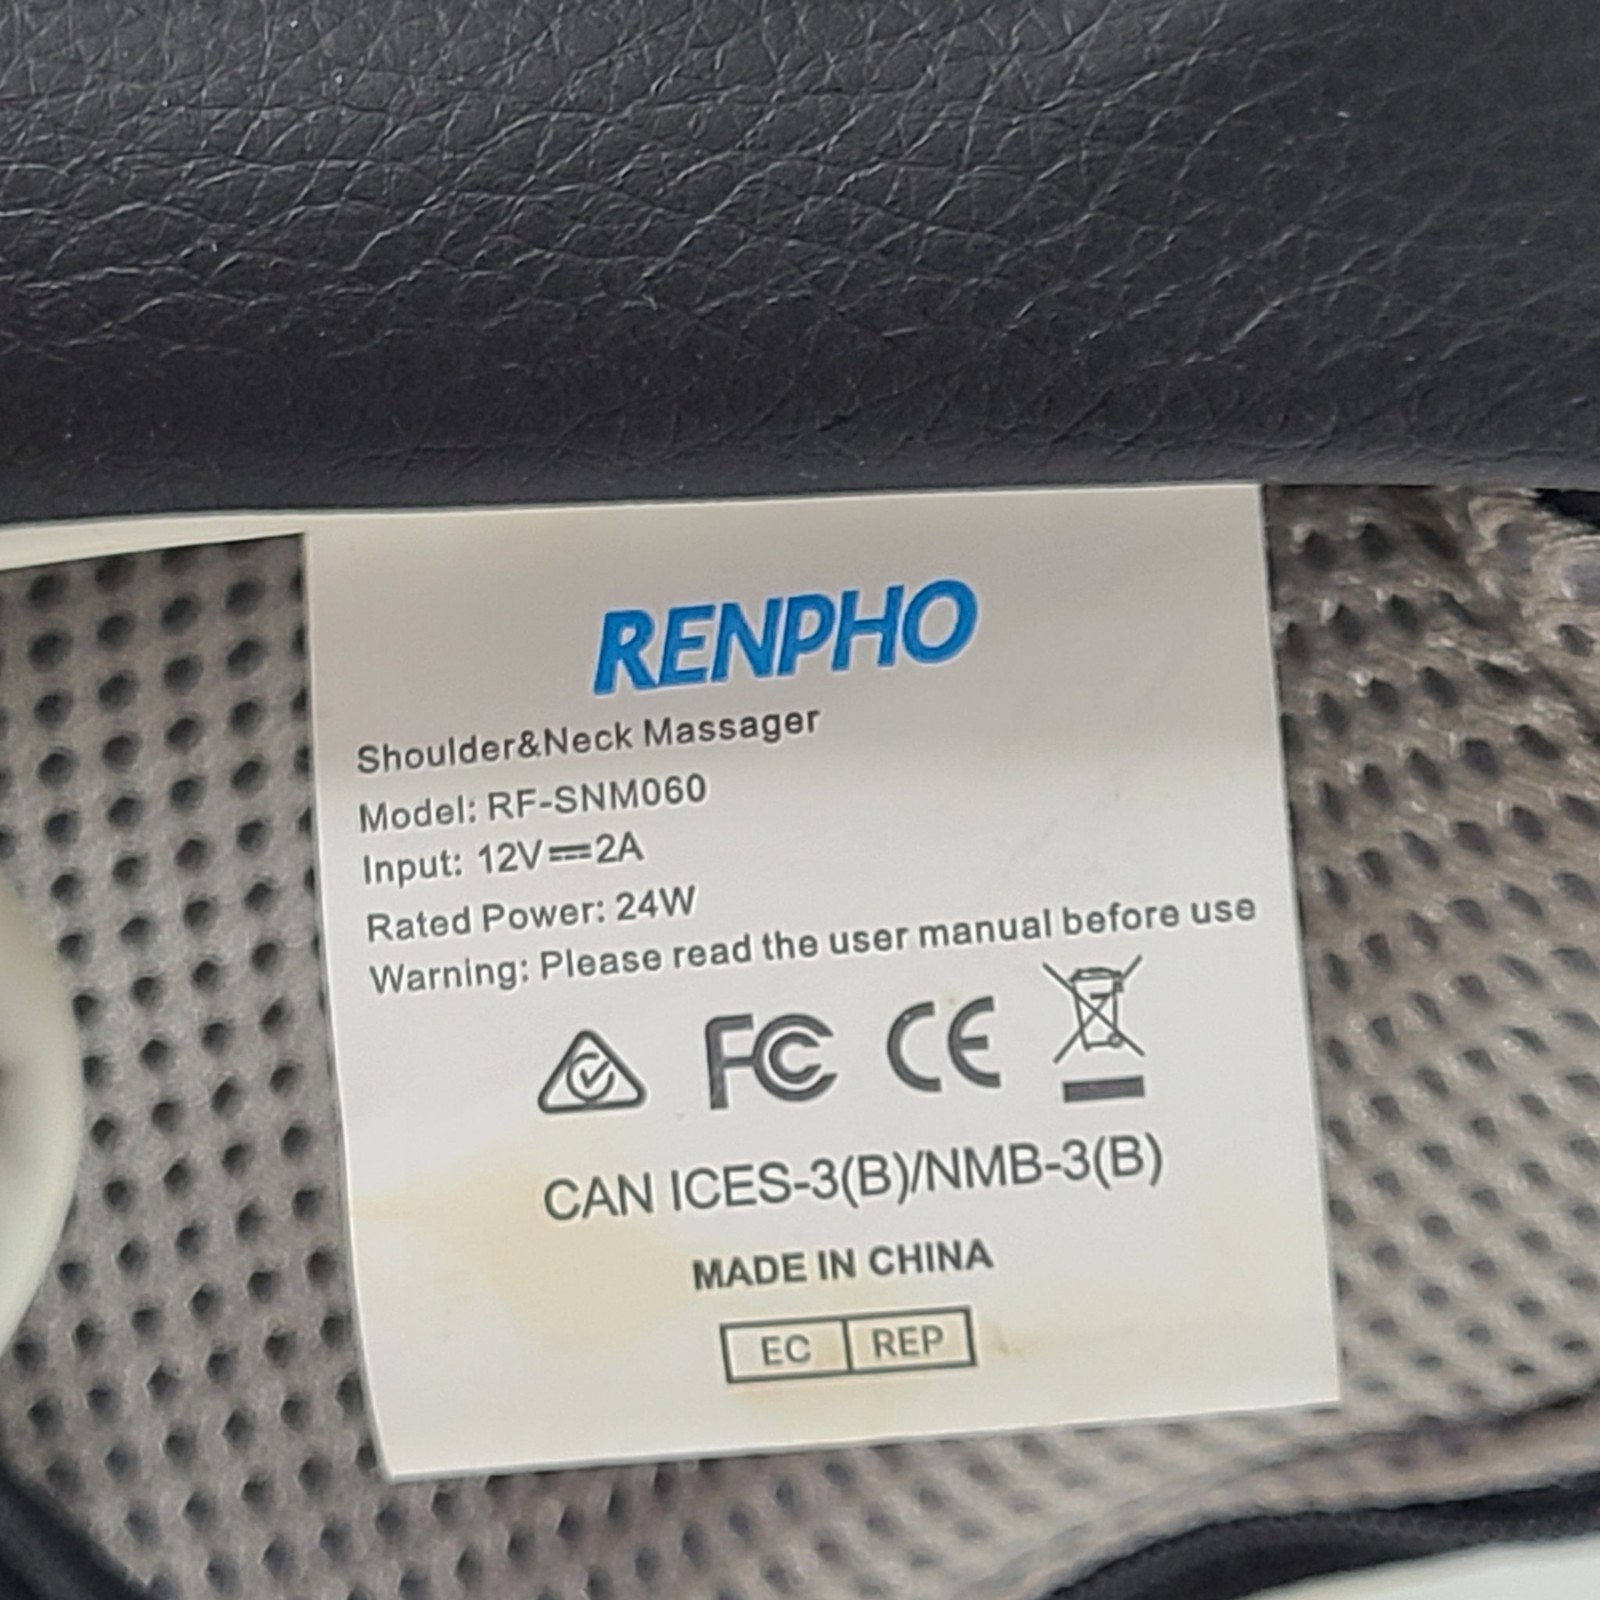 RENPHO
Shoulder&Neck Massager
Model: RF-SNM060
Input: 12V⎓2A
Rated Power: 24W
Warning: Please read the user manual before use
FC CE
CAN ICES-3(B)/NMB-3(B)
MADE IN CHINA
EC REP